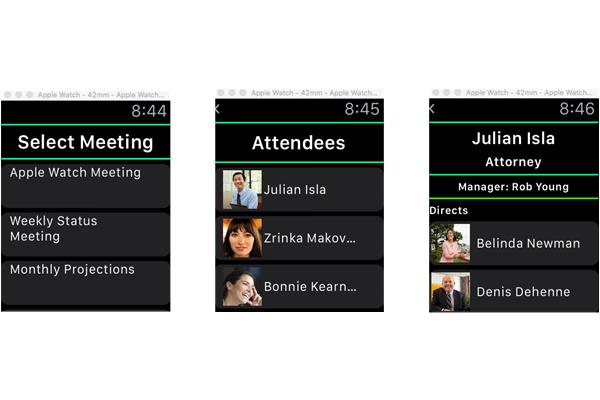 Apple Watch - 42mm - Apple Watch...
8:44
Select Meeting
Apple Watch Meeting
Weekly Status
Meeting
Monthly Projections
Apple Watch - 42mm - Apple Watch...
8:45
Attendees
Julian Isla
Zrinka Makov...
Bonnie Kearn...
Apple Watch - 42mm - Apple Watch...
8:46
Julian Isla
Attorney
Manager: Rob Young
Directs
Belinda Newman
Denis Dehenne